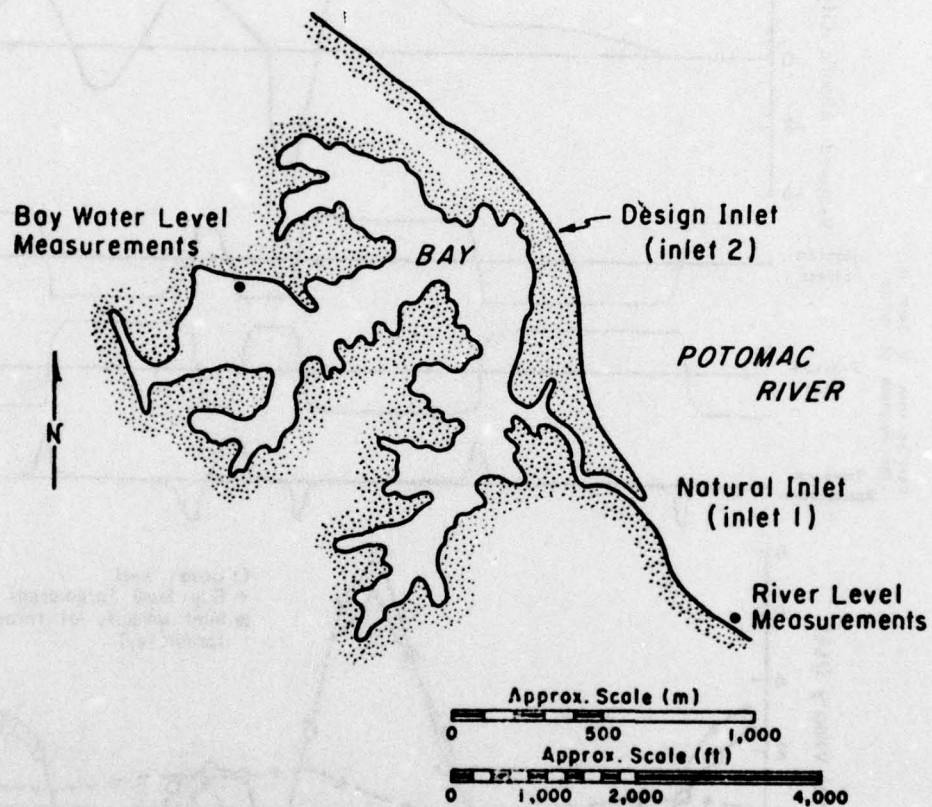 Bay Water Level
Measurements
BAY
Design Inlet
(inlet 2)
POTOMAC
RIVER
N
Natural Inlet
(inlet 1)
River Level
Measurements
Approx. Scale (m)
0 500 1,000
Approx. Scale (ft)
0 1,000 2,000 4,000